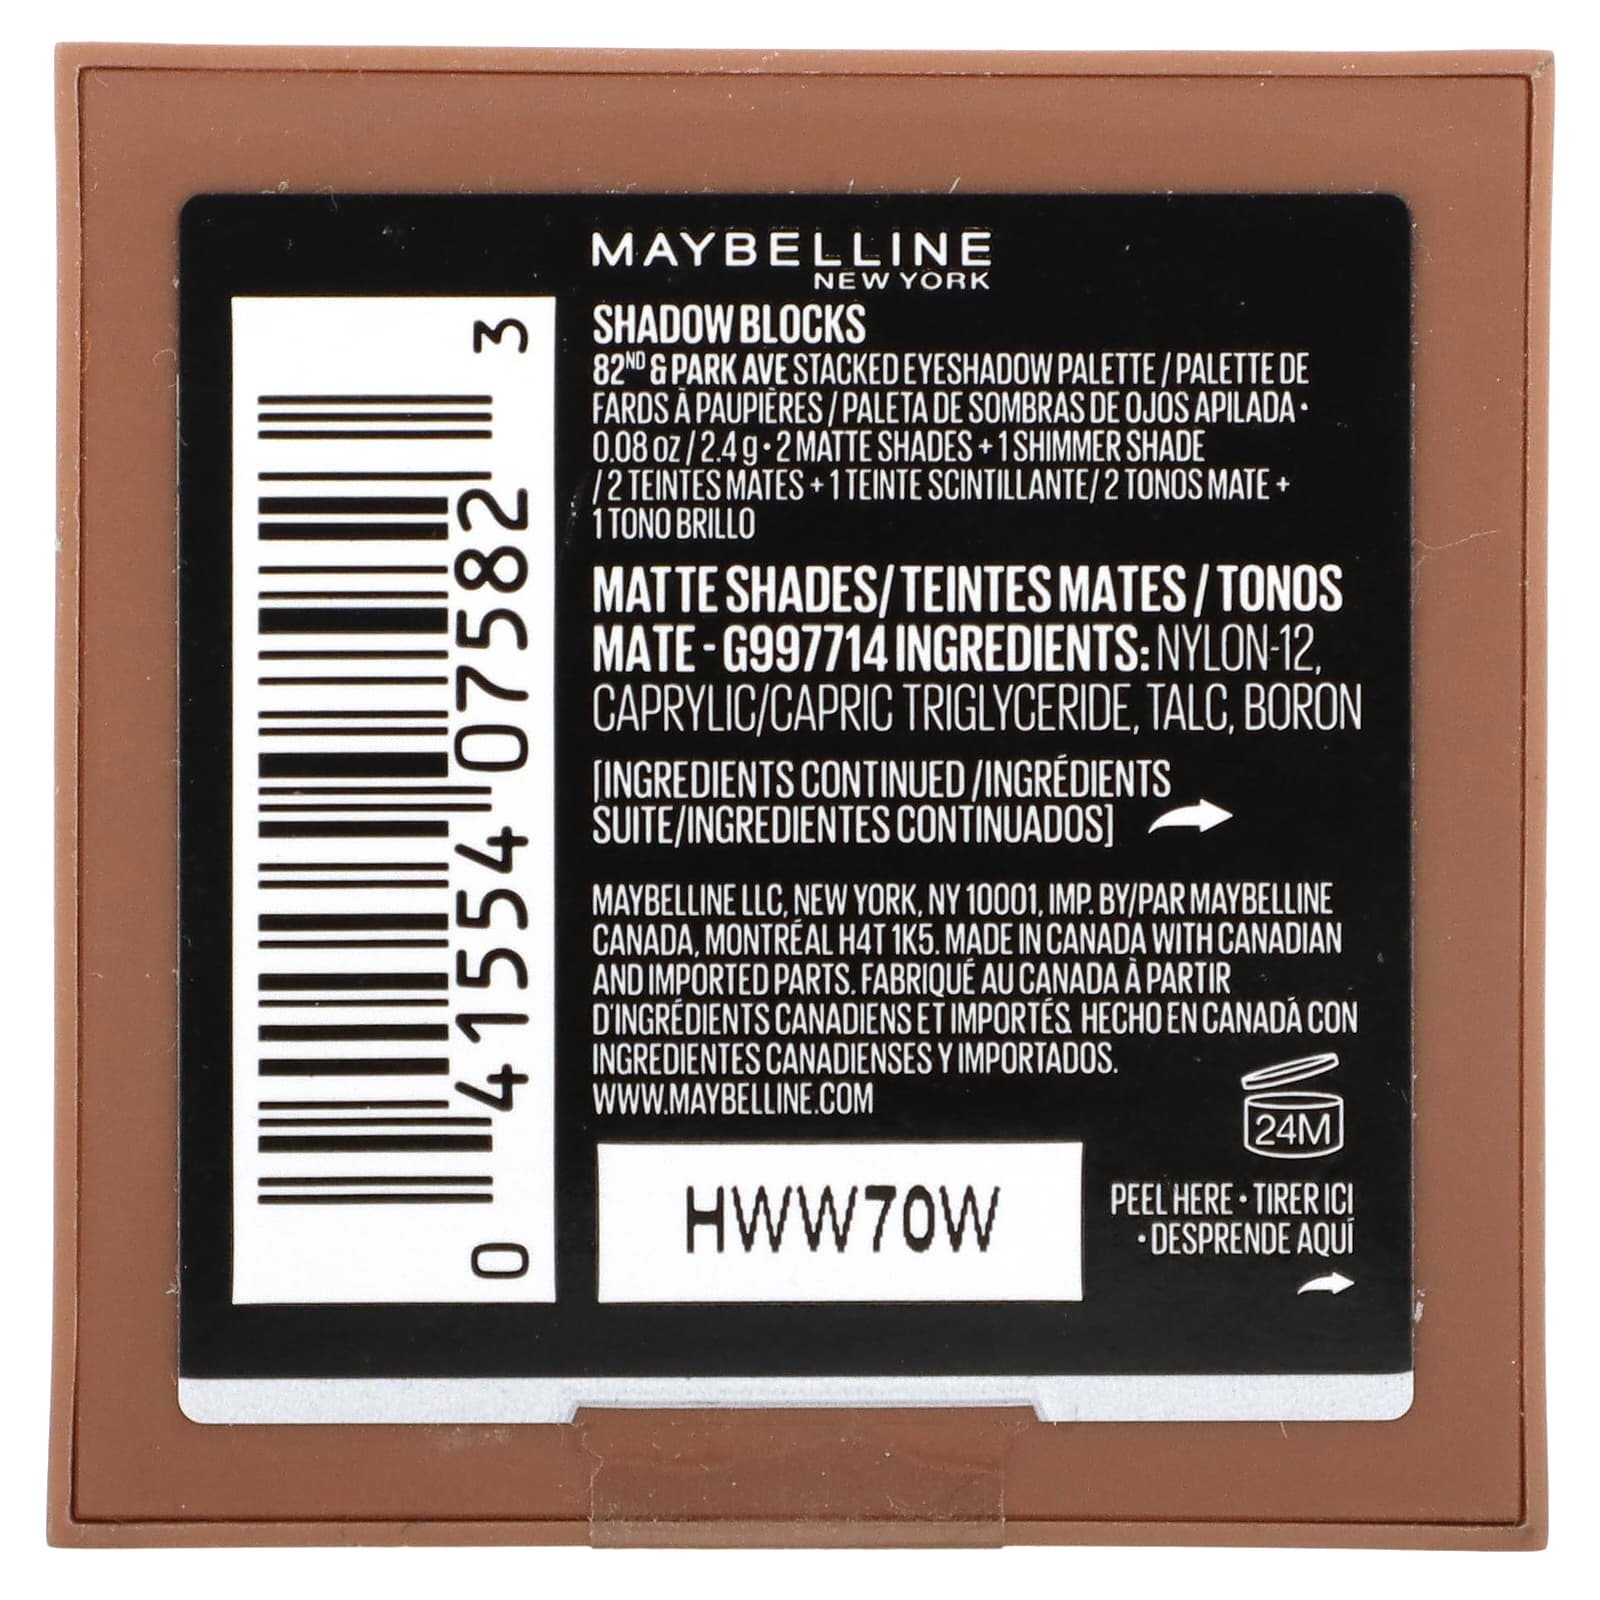 MAYBELLINE
NEW YORK
SHADOW BLOCKS
82ND & PARK AVE STACKED EYESHADOW PALETTE / PALETTE DE
FARDS À PAUPIÈRES / PALETA DE SOMBRAS DE OJOS APILADA •
0.08 oz / 2.4 g • 2 MATTE SHADES + 1 SHIMMER SHADE
/ 2 TEINTES MATES + 1 TEINTE SCINTILLANTE/ 2 TONOS MATE +
1 TONO BRILLO
MATTE SHADES/ TEINTES MATES / TONOS
MATE - G997714 INGREDIENTS: NYLON-12,
CAPRYLIC/CAPRIC TRIGLYCERIDE, TALC, BORON
[INGREDIENTS CONTINUED /INGRÉDIENTS
SUITE/INGREDIENTES CONTINUADOS]
MAYBELLINE LLC, NEW YORK, NY 10001, IMP. BY/PAR MAYBELLINE
CANADA, MONTRÉAL H4T 1K5. MADE IN CANADA WITH CANADIAN
AND IMPORTED PARTS. FABRIQUÉ AU CANADA À PARTIR
D'INGRÉDIENTS CANADIENS ET IMPORTÉS. HECHO EN CANADÁ CON
INGREDIENTES CANADIENSES Y IMPORTADOS.
WWW.MAYBELLINE.COM
24M
HWW70W
PEEL HERE • TIRER ICI
• DESPRENDE AQUÍ
0 41554 07582 3